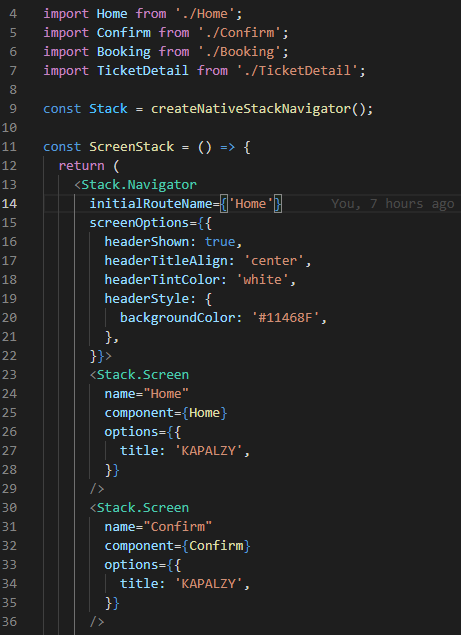 4 import Home from './Home';
5 import Confirm from './Confirm';
6 import Booking from './Booking';
7 import TicketDetail from './TicketDetail';
8
9 const Stack = createNativeStackNavigator();
10
11 const ScreenStack = () => {
12   return (
13     <Stack.Navigator
14       initialRouteName={'Home'}      You, 7 hours ago
15       screenOptions={{
16         headerShown: true,
17         headerTitleAlign: 'center',
18         headerTintColor: 'white',
19         headerStyle: {
20           backgroundColor: '#11468F',
21         },
22       }}>
23       <Stack.Screen
24         name="Home"
25         component={Home}
26         options={{
27           title: 'KAPALZY',
28         }}
29       />
30       <Stack.Screen
31         name="Confirm"
32         component={Confirm}
33         options={{
34           title: 'KAPALZY',
35         }}
36       />